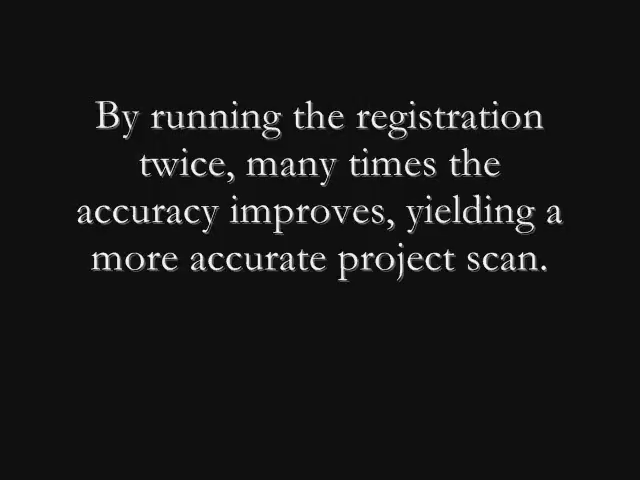 By running the registration
twice, many times the
accuracy improves, yielding a
more accurate project scan.